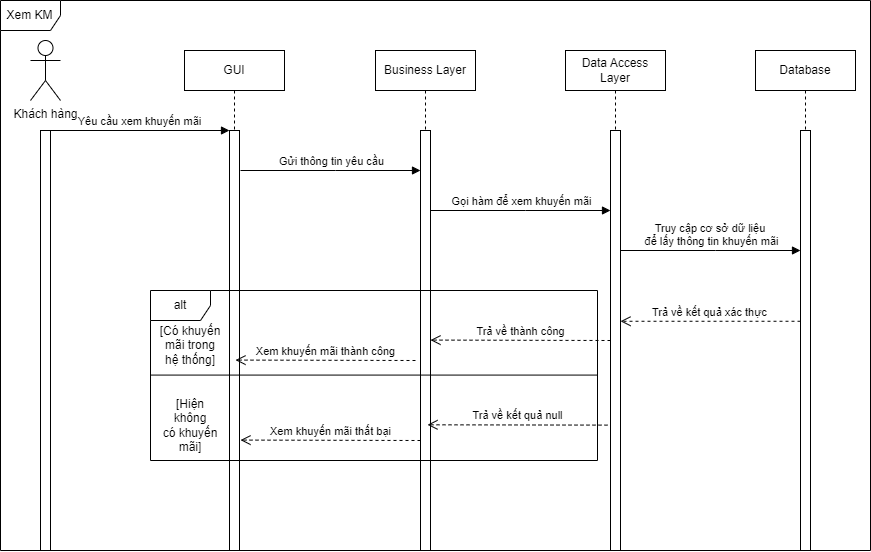 Xem KM
Khách hàng
GUI
Business Layer
Data Access
Layer
Database
Yêu cầu xem khuyến mãi
Gửi thông tin yêu cầu
Gọi hàm để xem khuyến mãi
Truy cập cơ sở dữ liệu
để lấy thông tin khuyến mãi
Trả về kết quả xác thực
alt
[Có khuyến
mãi trong
hệ thống]
Trả về thành công
Xem khuyến mãi thành công
[Hiện
không
có khuyến
mãi]
Trả về kết quả null
Xem khuyến mãi thất bại